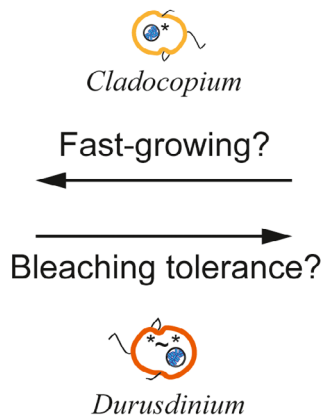 Cladocopium
Fast-growing?
Bleaching tolerance?
Durusdinium